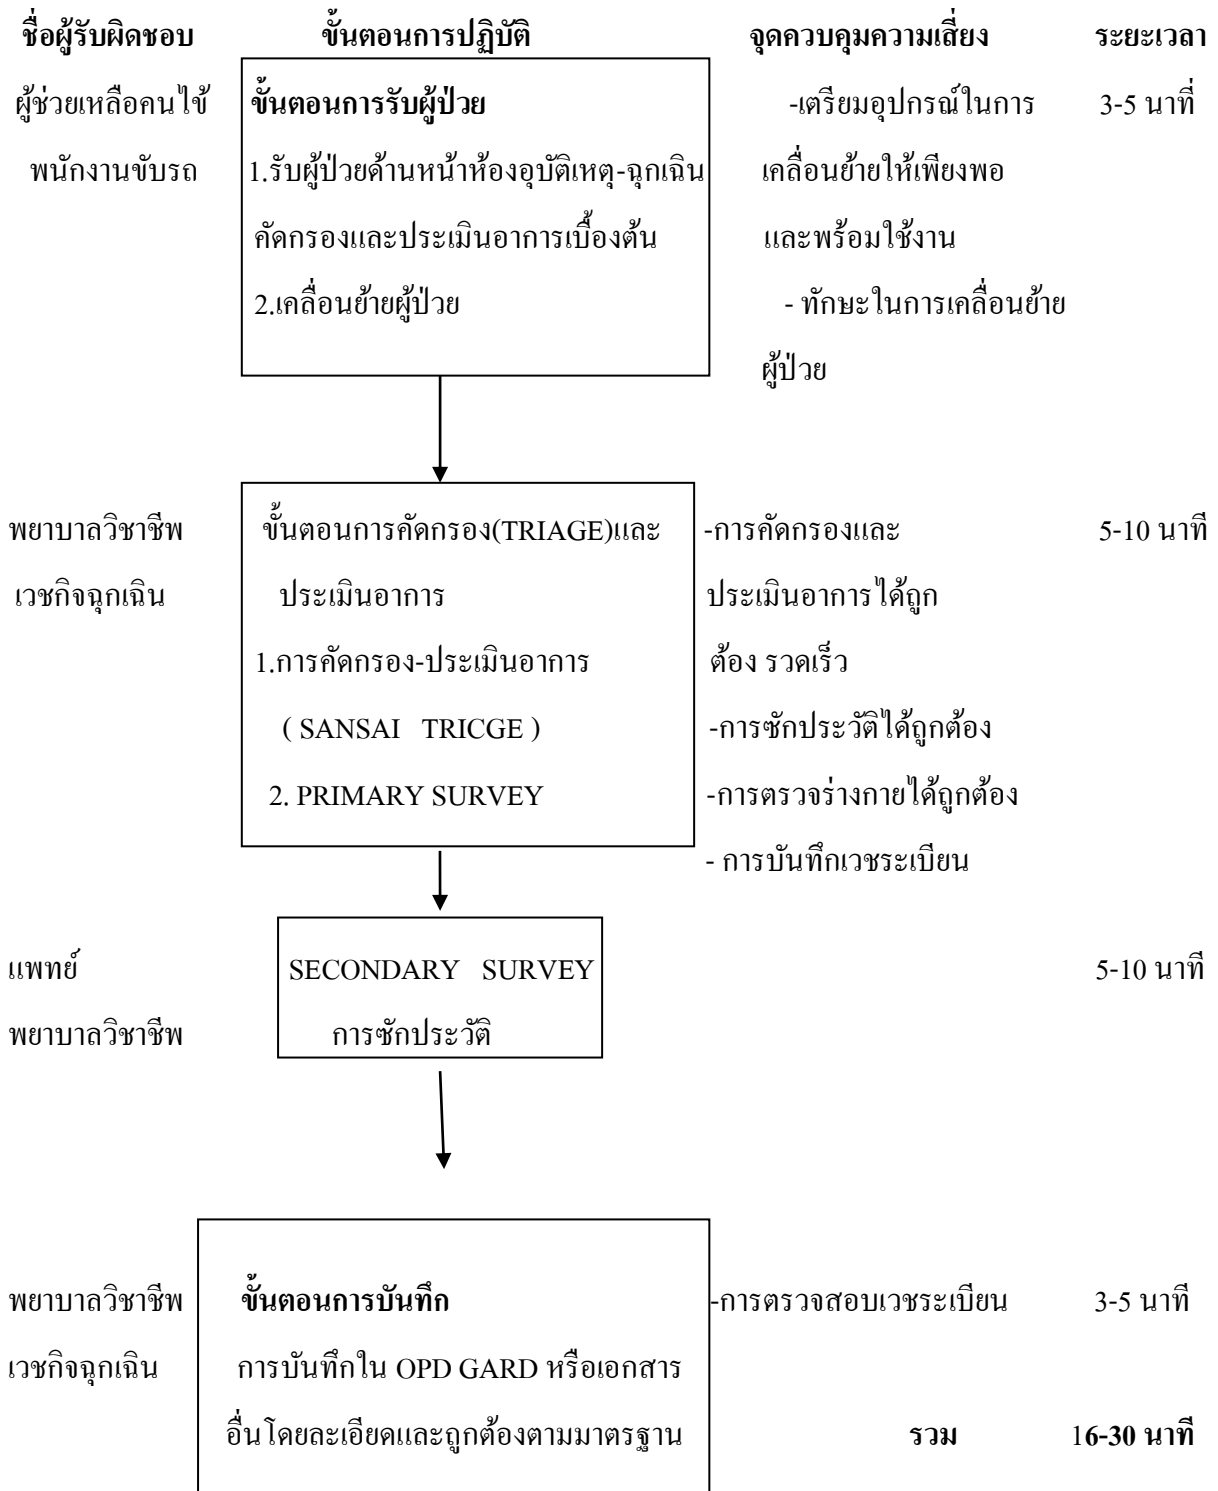 ชื่อผู้รับผิดชอบ ขั้นตอนการปฏิบัติ จุดควบคุมความเสี่ยง ระยะเวลา
ผู้ช่วยเหลือคนไข้ ขั้นตอนการรับผู้ป่วย -เตรียมอุปกรณ์ในการ 3-5 นาที่
พนักงานขับรถ 1.รับผู้ป่วยด้านหน้าห้องอุบัติเหตุ-ฉุกเฉิน เคลื่อนย้ายให้เพียงพอ
คัดกรองและประเมินอาการเบื้องต้น และพร้อมใช้งาน
2.เคลื่อนย้ายผู้ป่วย - ทักษะในการเคลื่อนย้าย
ผู้ป่วย
พยาบาลวิชาชีพ ขั้นตอนการคัดกรอง(TRIAGE)และ -การคัดกรองและ 5-10 นาที
เวชกิจฉุกเฉิน ประเมินอาการ ประเมินอาการได้ถูก
1.การคัดกรอง-ประเมินอาการ ต้อง รวดเร็ว
( SANSAI TRICGE ) -การซักประวัติได้ถูกต้อง
2. PRIMARY SURVEY -การตรวจร่างกายได้ถูกต้อง
- การบันทึกเวชระเบียน
แพทย์ SECONDARY SURVEY 5-10 นาที
พยาบาลวิชาชีพ การซักประวัติ
พยาบาลวิชาชีพ ขั้นตอนการบันทึก -การตรวจสอบเวชระเบียน 3-5 นาที
เวชกิจฉุกเฉิน การบันทึกใน OPD GARD หรือเอกสาร
อื่นโดยละเอียดและถูกต้องตามมาตรฐาน รวม 16-30 นาที